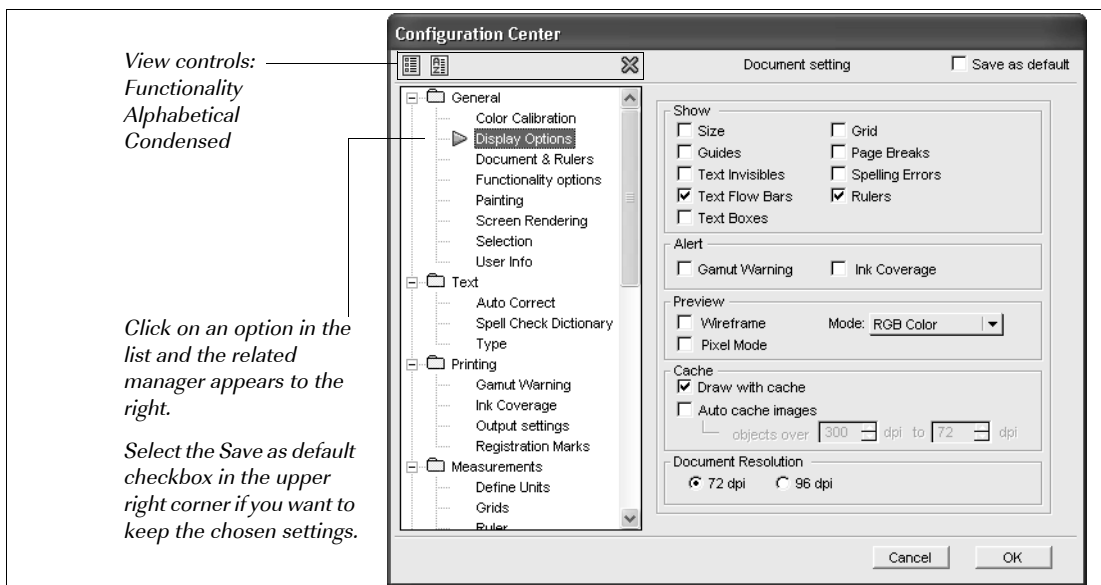 View controls:
Functionality
Alphabetical
Condensed
Click on an option in the
list and the related
manager appears to the
right.
Select the Save as default
checkbox in the upper
right corner if you want to
keep the chosen settings.
Configuration Center
Document setting
Save as default
General
Color Calibration
Display Options
Document & Rulers
Functionality options
Painting
Screen Rendering
Selection
User Info
Text
Auto Correct
Spell Check Dictionary
Type
Printing
Gamut Warning
Ink Coverage
Output settings
Registration Marks
Measurements
Define Units
Grids
Ruler
Show
Size Grid
Guides Page Breaks
Text Invisibles Spelling Errors
Text Flow Bars Rulers
Text Boxes
Alert
Gamut Warning Ink Coverage
Preview
Wireframe Mode: RGB Color
Pixel Mode
Cache
Draw with cache
Auto cache images
objects over 300 dpi to 72 dpi
Document Resolution
72 dpi 96 dpi
Cancel OK